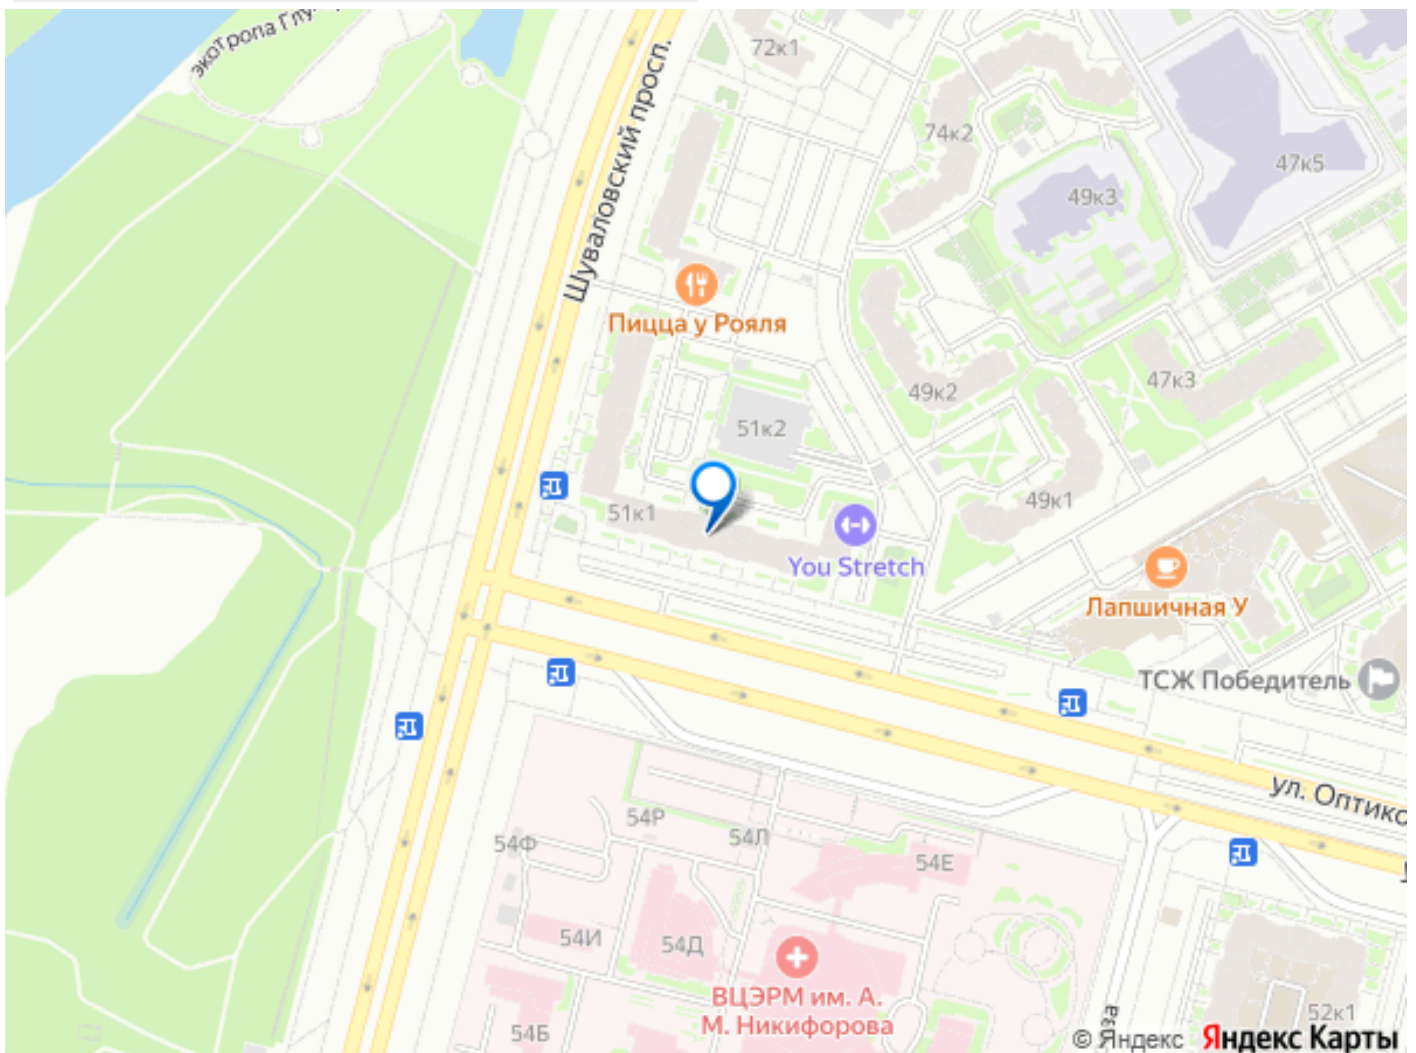 экотропа Глу
72к1
Шуваловский просп.
74к2
47к5
49к3
Пицца у Рояля
49к2
47к3
51к2
51к1
49к1
You Stretch
Лапшичная У
ТСЖ Победитель
ул. Оптико
54Р
54Ф
54Л
54Е
54И
54Д
ВЦЭРМ им. А.
М. Никифорова
54Б
52к1
© Яндекс Яндекс Карты